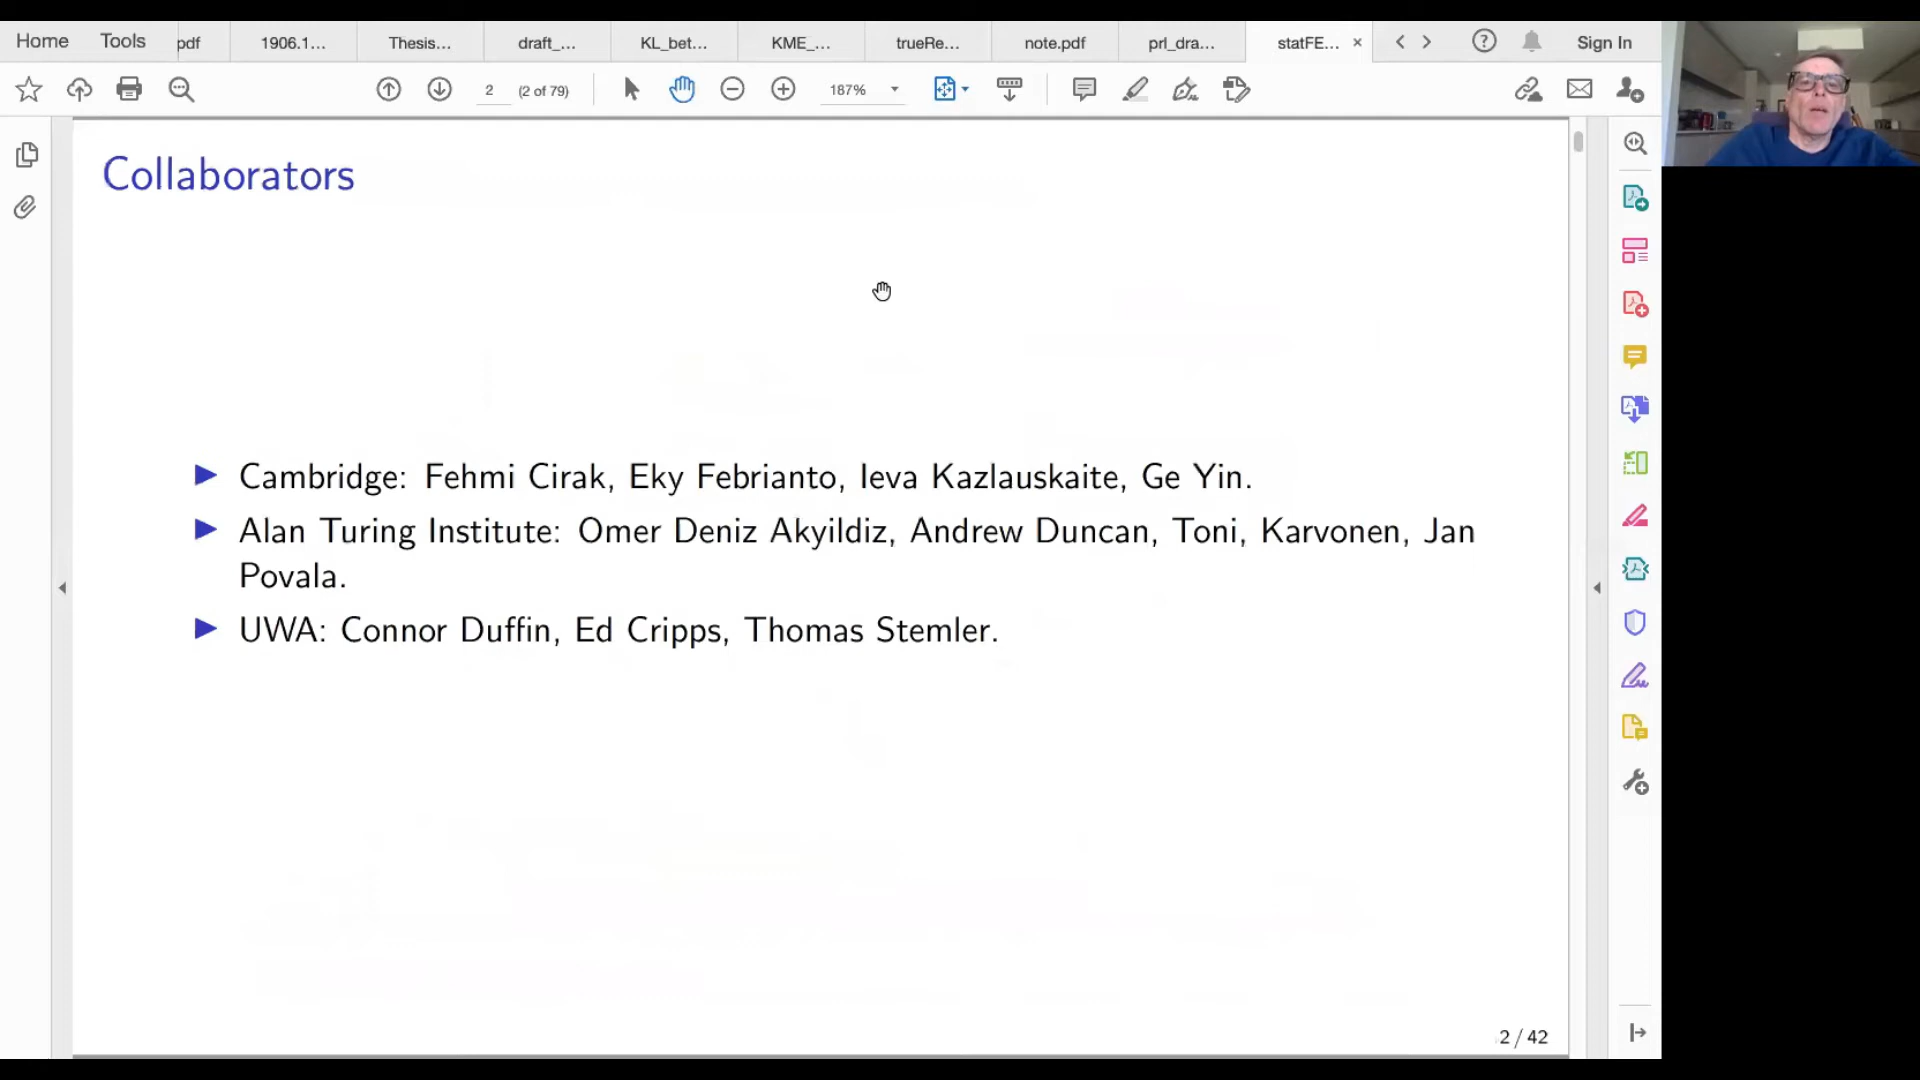 Home Tools pdf 1906.1... Thesis... draft_... KL_bet... KME_... trueRe... note.pdf prl_dra... statFE... Sign In
2 (2 of 79) 187%
Collaborators
Cambridge: Fehmi Cirak, Eky Febrianto, Ieva Kazlauskaite, Ge Yin.
Alan Turing Institute: Omer Deniz Akyildiz, Andrew Duncan, Toni, Karvonen, Jan
Povala.
UWA: Connor Duffin, Ed Cripps, Thomas Stemler.
2 / 42